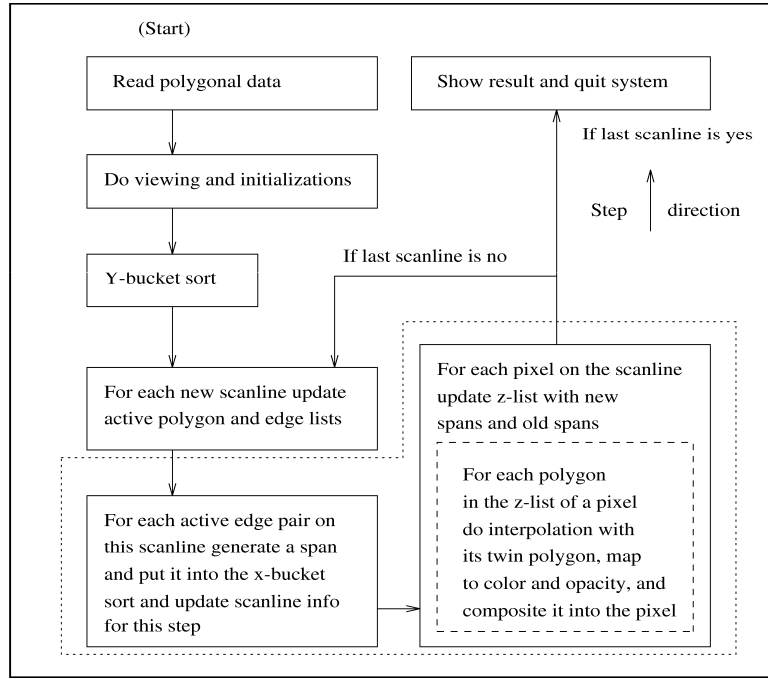 (Start)
Read polygonal data
Do viewing and initializations
Y-bucket sort
For each new scanline update
active polygon and edge lists
For each active edge pair on
this scanline generate a span
and put it into the x-bucket
sort and update scanline info
for this step
For each pixel on the scanline
update z-list with new
spans and old spans
For each polygon
in the z-list of a pixel
do interpolation with
its twin polygon, map
to color and opacity, and
composite it into the pixel
If last scanline is no
If last scanline is yes
Show result and quit system
Step direction